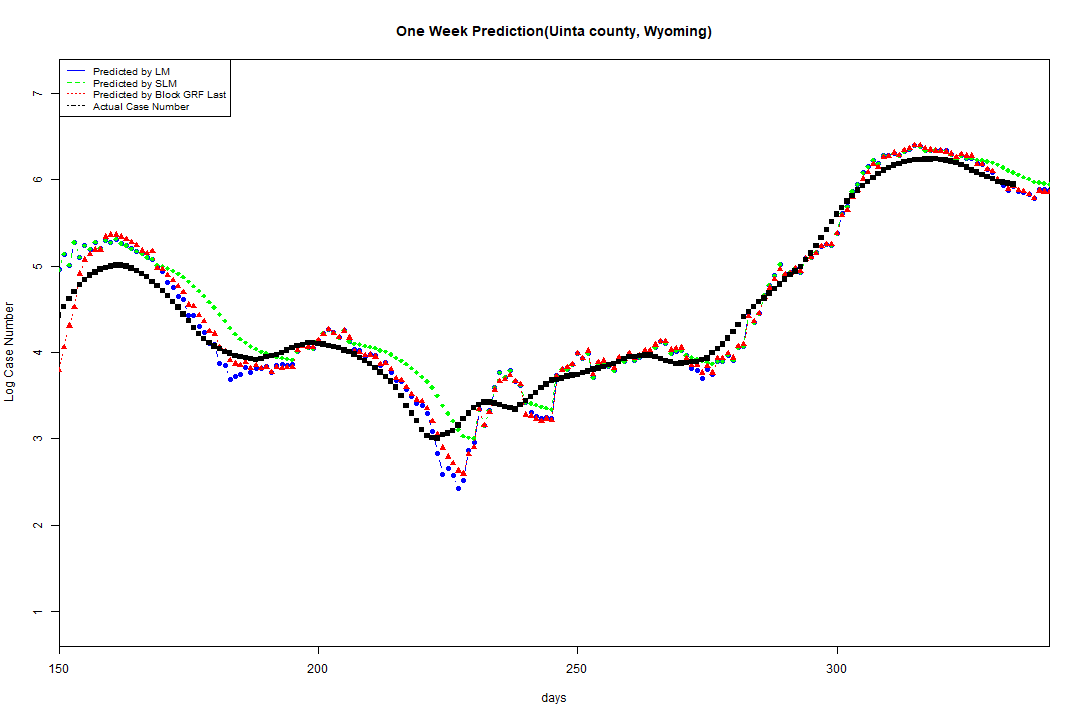 One Week Prediction(Uinta county, Wyoming)
Predicted by LM
Predicted by SLM
Predicted by Block GRF Last
Actual Case Number
7
6
5
4
3
2
1
Log Case Number
150 200 250 300
days